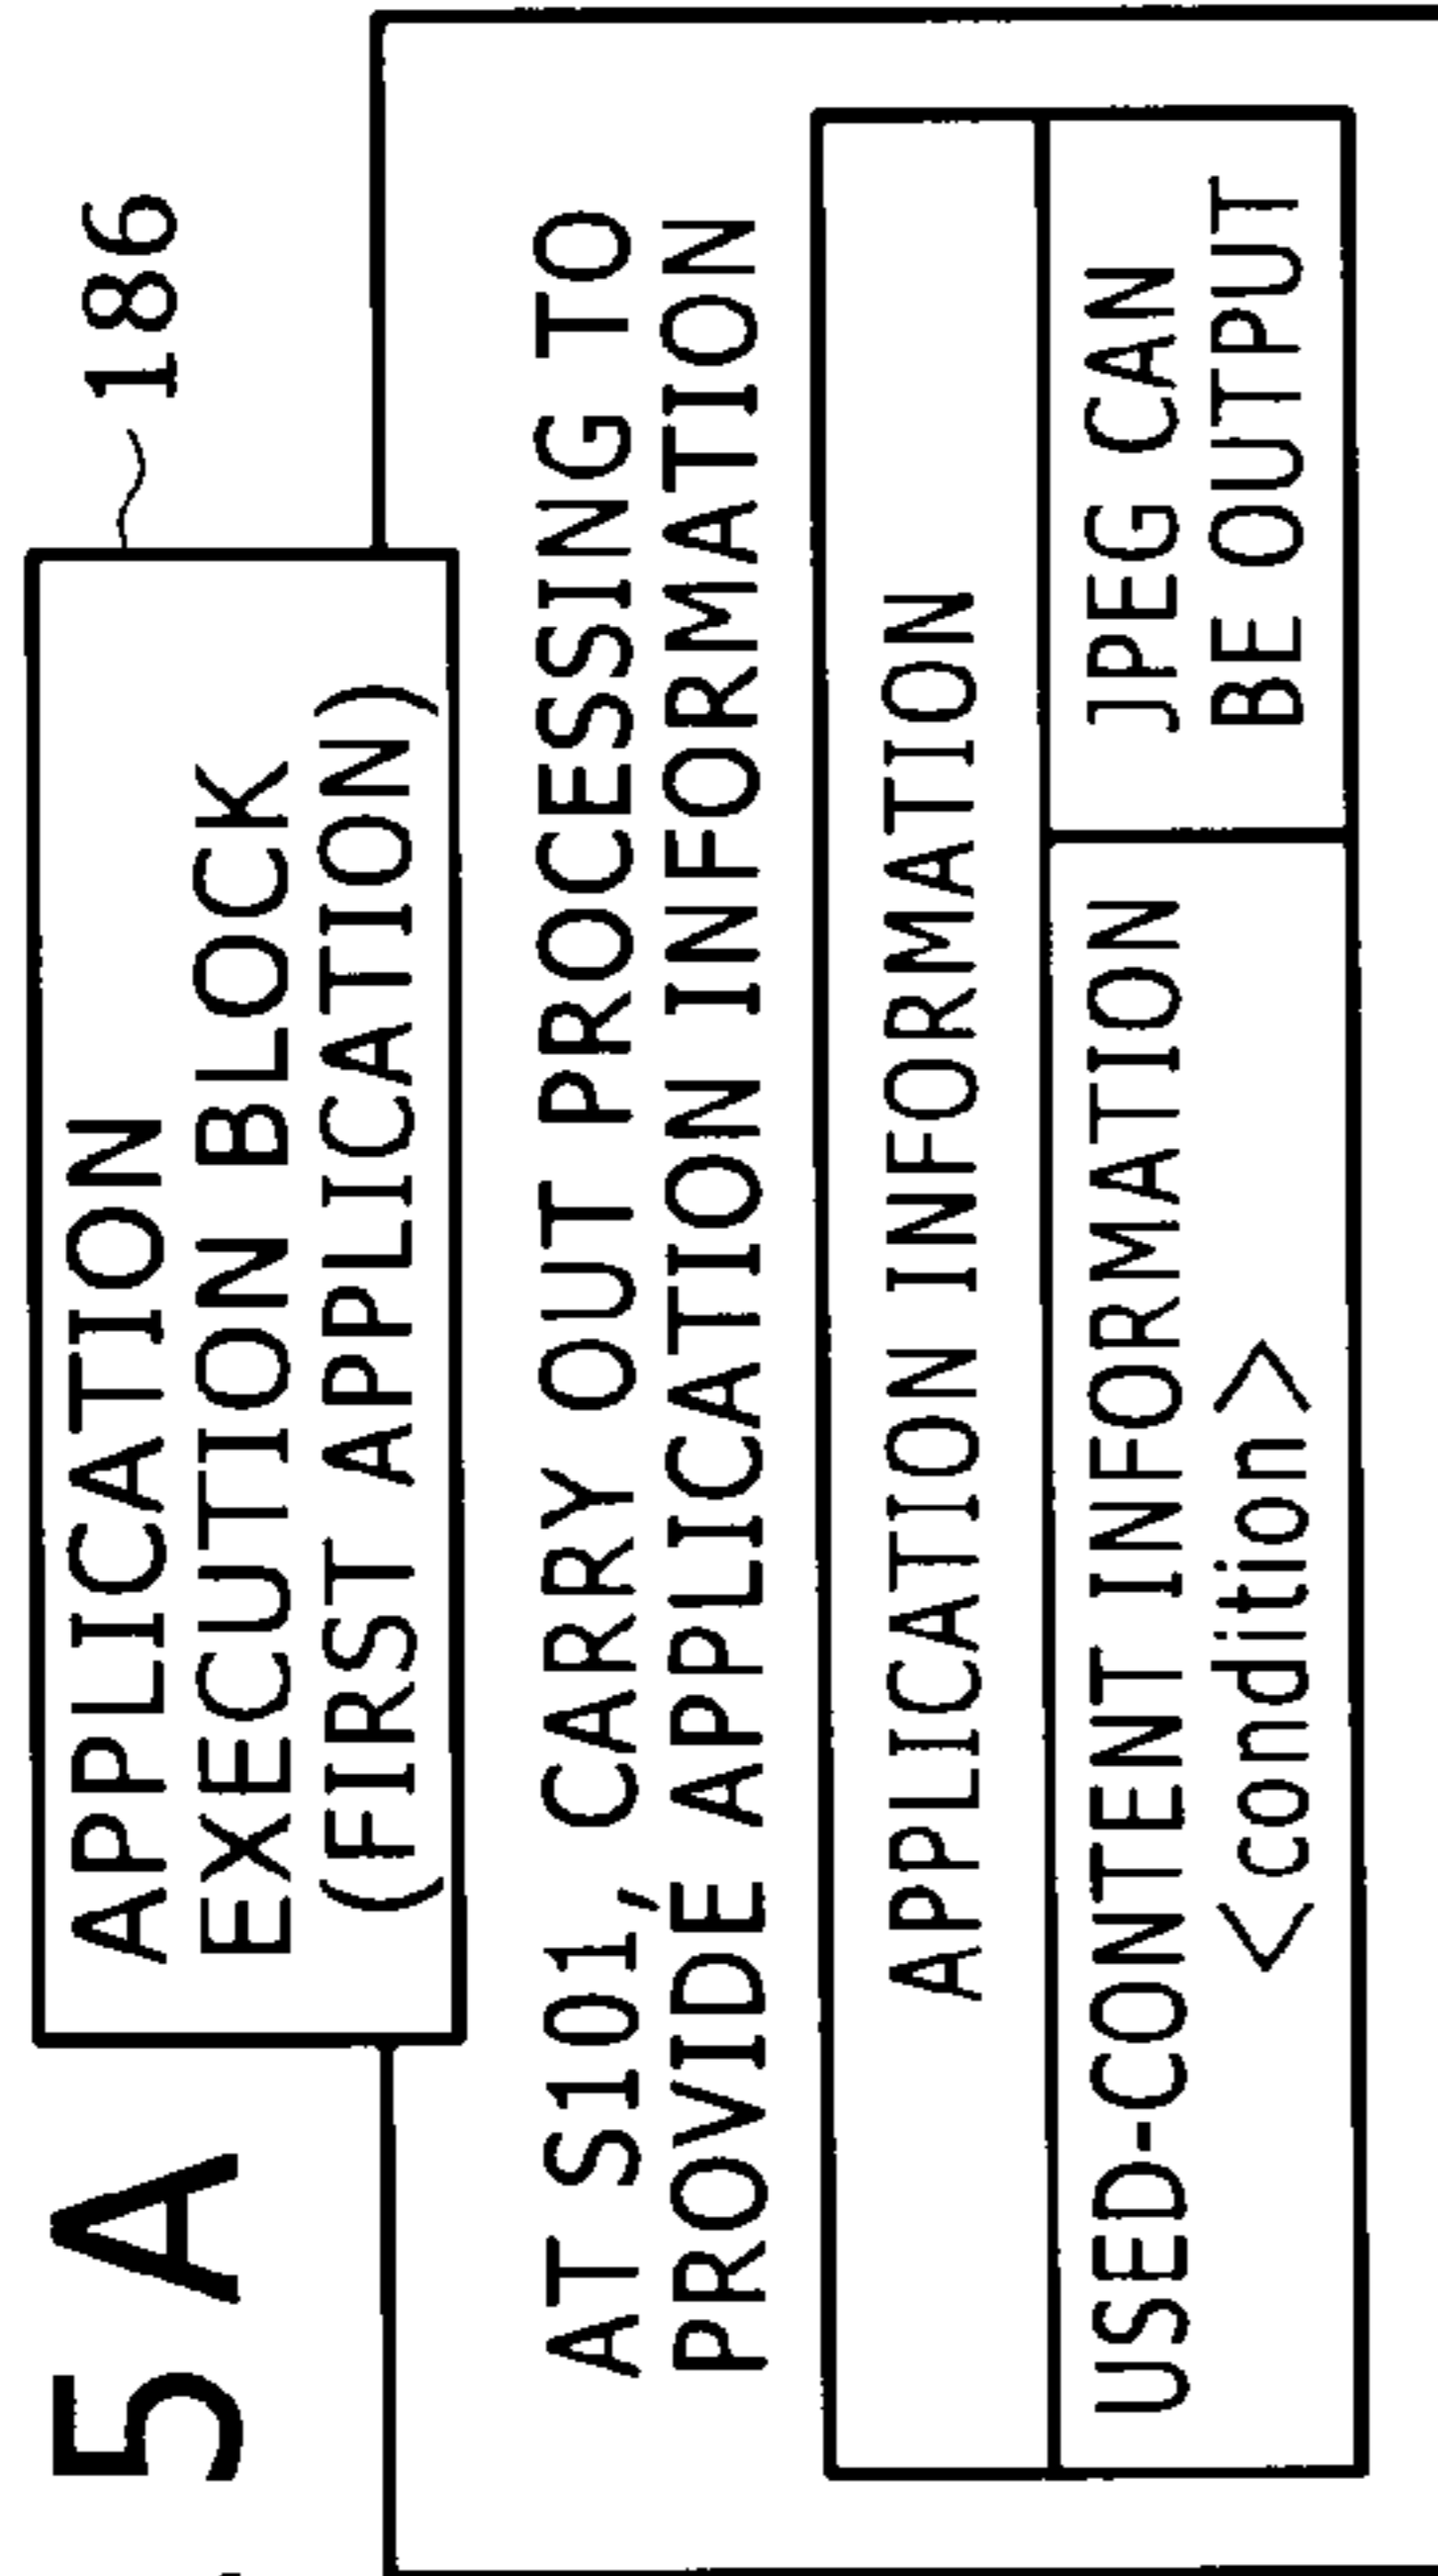 5A
APPLICATION
EXECUTION BLOCK
(FIRST APPLICATION)
186
AT S101, CARRY OUT PROCESSING TO
PROVIDE APPLICATION INFORMATION
APPLICATION INFORMATION
USED-CONTENT INFORMATION
<condition>
JPEG CAN
BE OUTPUT